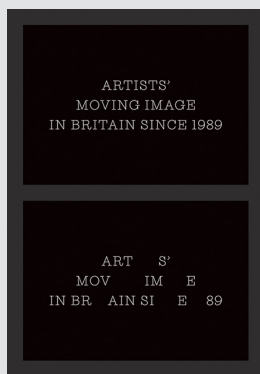 ARTISTS’
MOVING IMAGE
IN BRITAIN SINCE 1989
ART S’
MOV IM E
IN BR AIN SI E 89